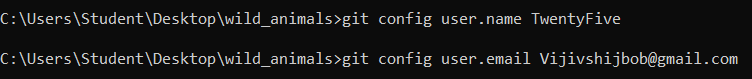 C:\Users\Student\Desktop\wild_animals>git config user.name TwentyFive
C:\Users\Student\Desktop\wild_animals>git config user.email Vijivshijbob@gmail.com